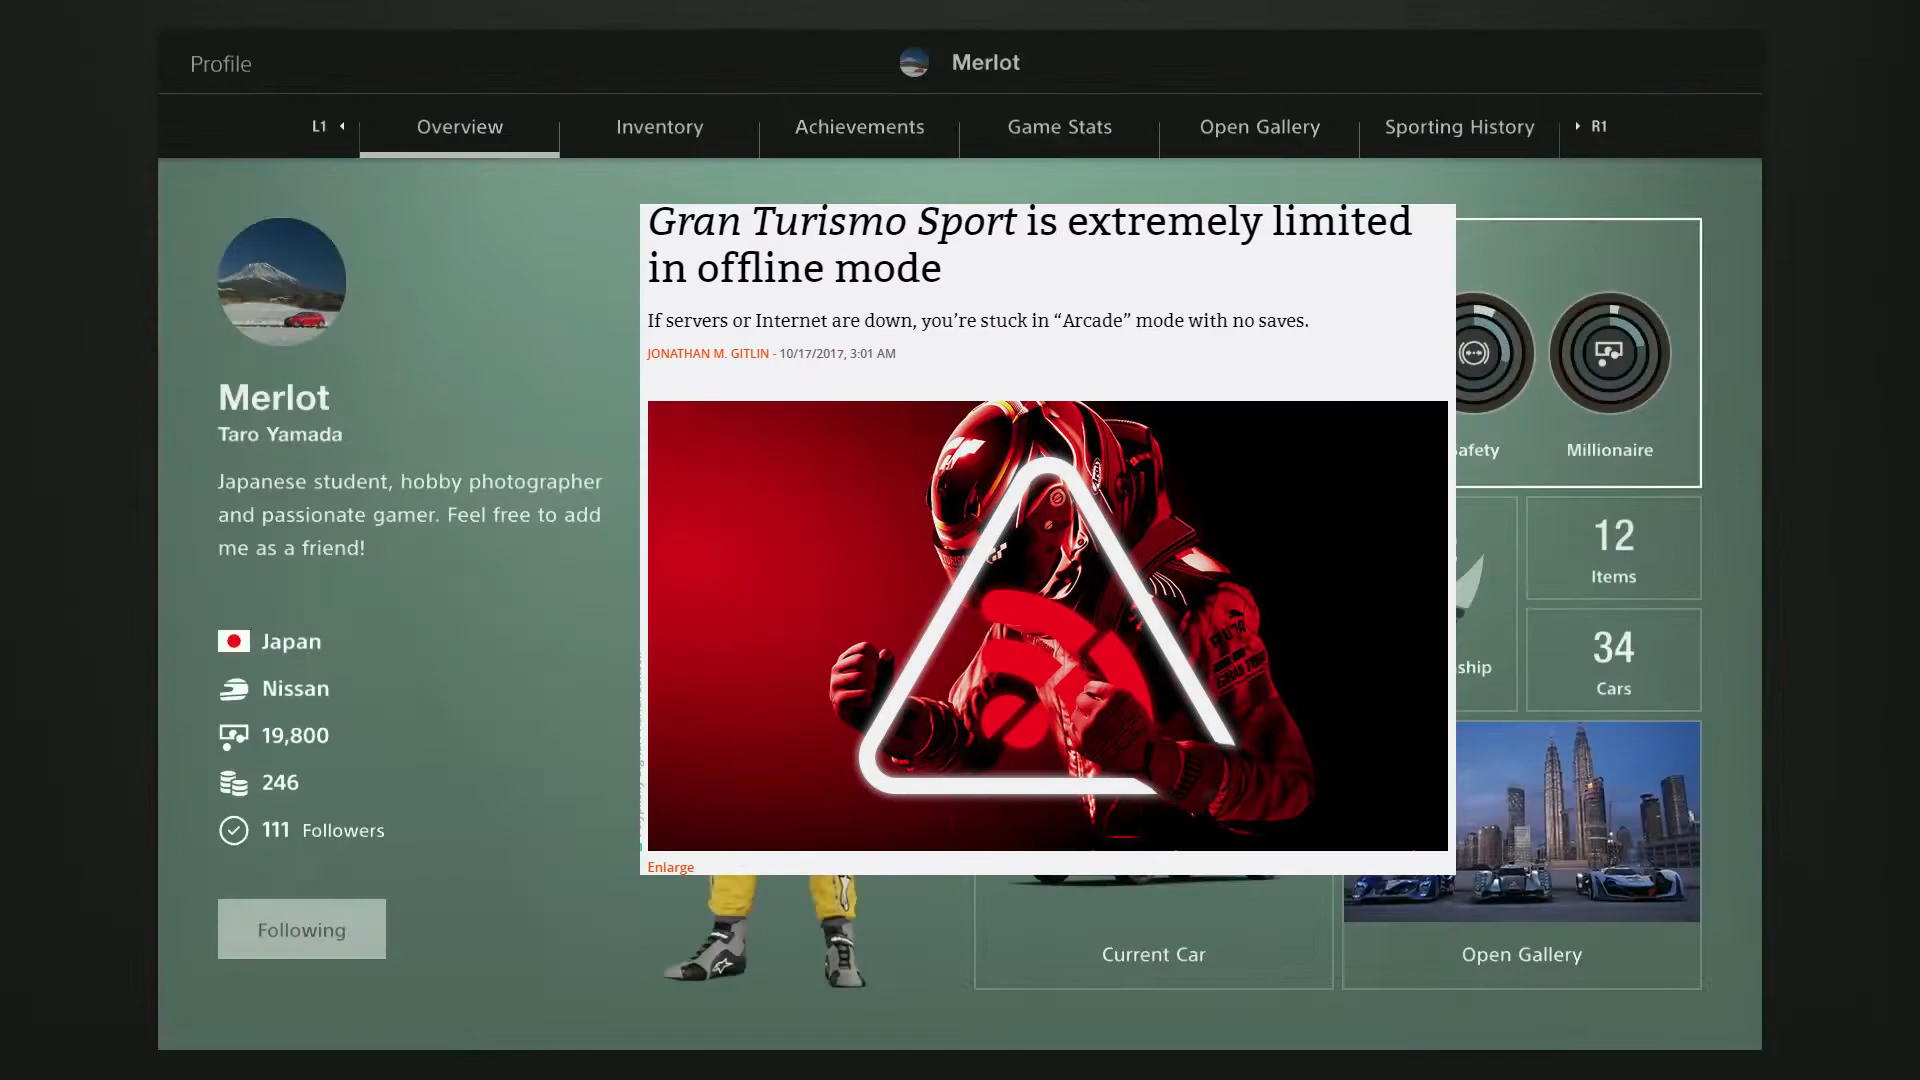 Profile
Merlot
L1
Overview
Inventory
Achievements
Game Stats
Open Gallery
Sporting History
R1
Merlot
Taro Yamada
Japanese student, hobby photographer
and passionate gamer. Feel free to add
me as a friend!
Japan
Nissan
19,800
246
111 Followers
Following
Gran Turismo Sport is extremely limited
in offline mode
If servers or Internet are down, you’re stuck in “Arcade” mode with no saves.
JONATHAN M. GITLIN - 10/17/2017, 3:01 AM
Enlarge
afety
Millionaire
12
Items
34
Cars
ship
Current Car
Open Gallery